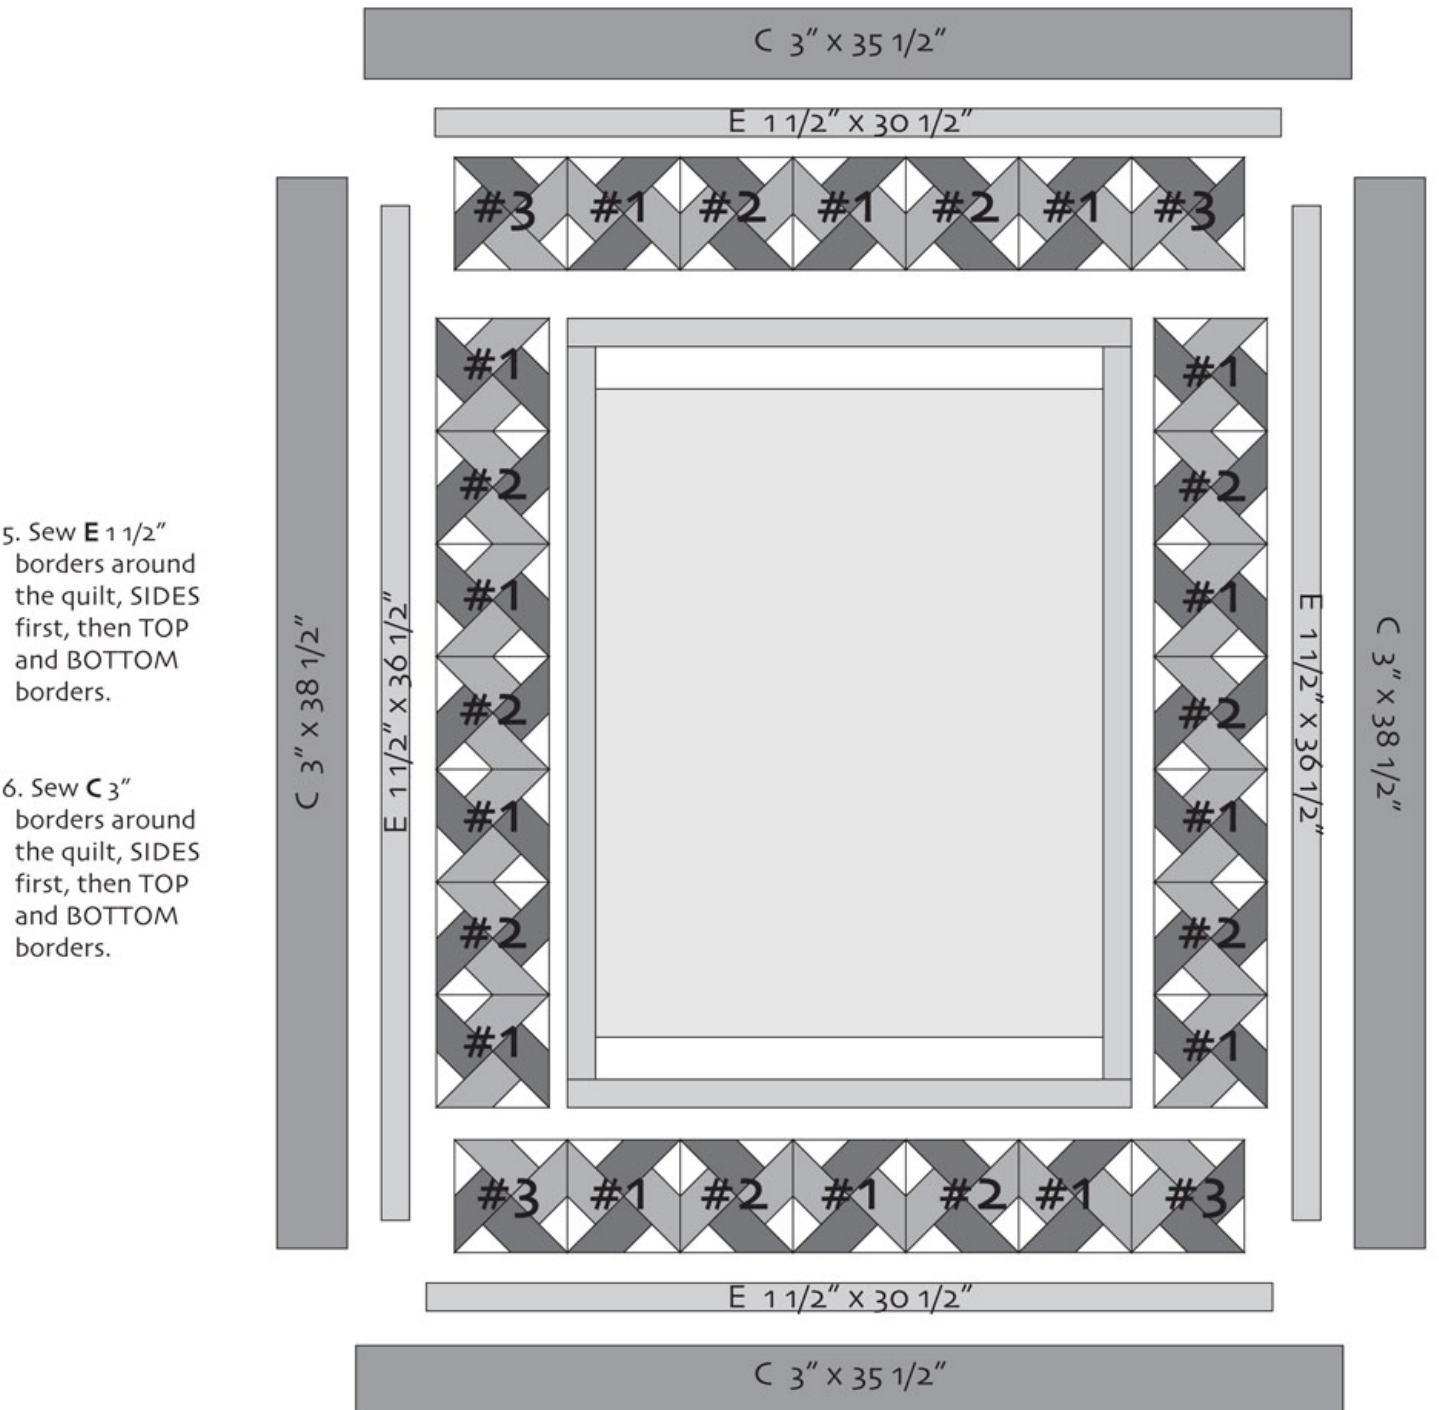 C 3" x 35 1/2"
E 1 1/2" x 30 1/2"
#3 #1 #2 #1 #2 #1 #3
#1
#2
#1
#2
#1
#2
#1
#1
#2
#1
#2
#1
#2
#1
5. Sew E 1 1/2"
borders around
the quilt, SIDES
first, then TOP
and BOTTOM
borders.
6. Sew C 3"
borders around
the quilt, SIDES
first, then TOP
and BOTTOM
borders.
C 3" x 38 1/2"
E 1 1/2" x 36 1/2"
E 1 1/2" x 36 1/2"
C 3" x 38 1/2"
#3 #1 #2 #1 #2 #1 #3
E 1 1/2" x 30 1/2"
C 3" x 35 1/2"